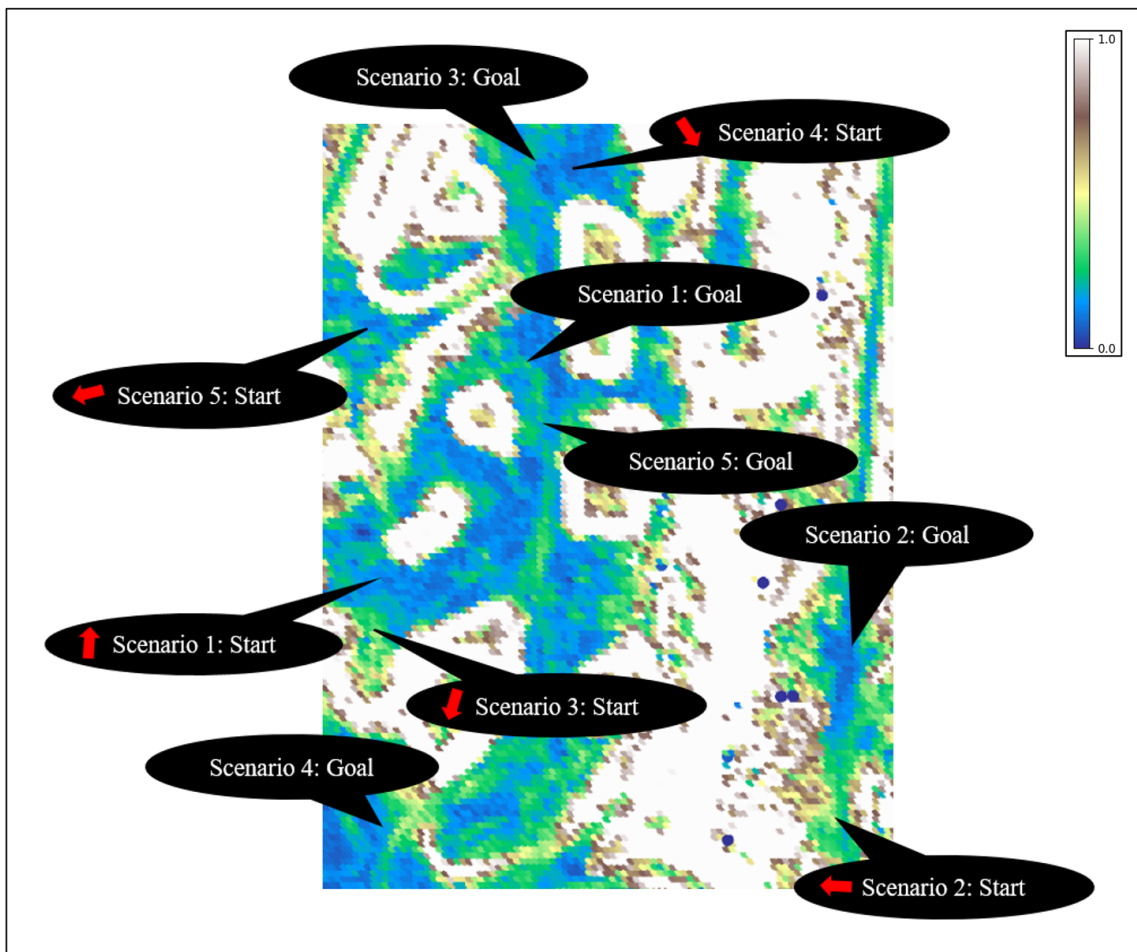 1.0
Scenario 3: Goal
Scenario 4: Start
Scenario 1: Goal
0.0
Scenario 5: Start
Scenario 5: Goal
Scenario 2: Goal
Scenario 1: Start
Scenario 3: Start
Scenario 4: Goal
Scenario 2: Start